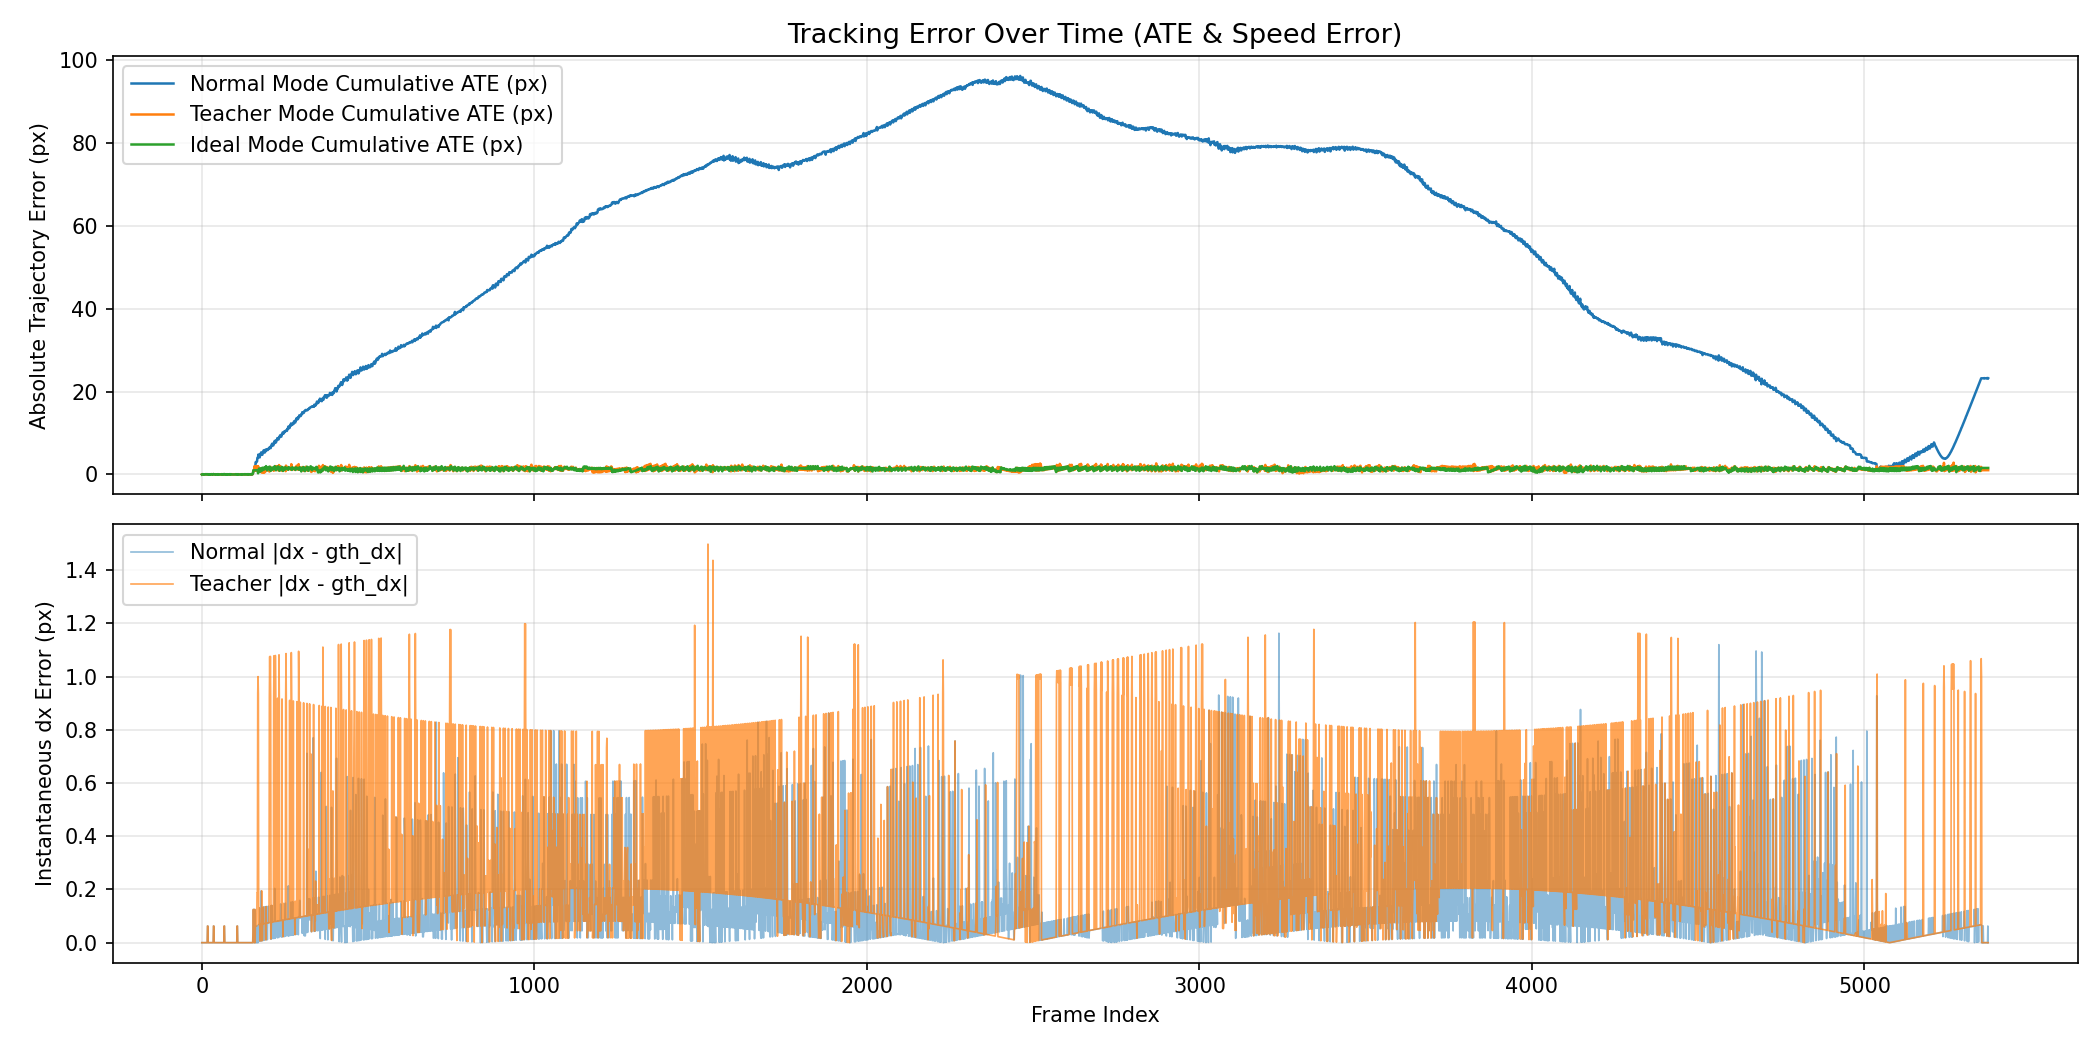 Tracking Error Over Time (ATE & Speed Error)
Absolute Trajectory Error (px)
100
80
60
40
20
0
Normal Mode Cumulative ATE (px)
Teacher Mode Cumulative ATE (px)
Ideal Mode Cumulative ATE (px)
Instantaneous dx Error (px)
1.4
1.2
1.0
0.8
0.6
0.4
0.2
0.0
Normal |dx - gth_dx|
Teacher |dx - gth_dx|
0 1000 2000 3000 4000 5000
Frame Index